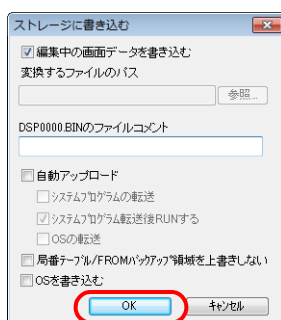 ストレージに書き込む
編集中の画面データを書き込む
変換するファイルのパス
参照...
DSP0000.BINのファイルコメント
自動アップロード
システムプログラムの転送
システムプログラム転送後RUNする
OSの転送
局番テーブル/FROMバックアップ領域を上書きしない
OSを書き込む
OK
キャンセル